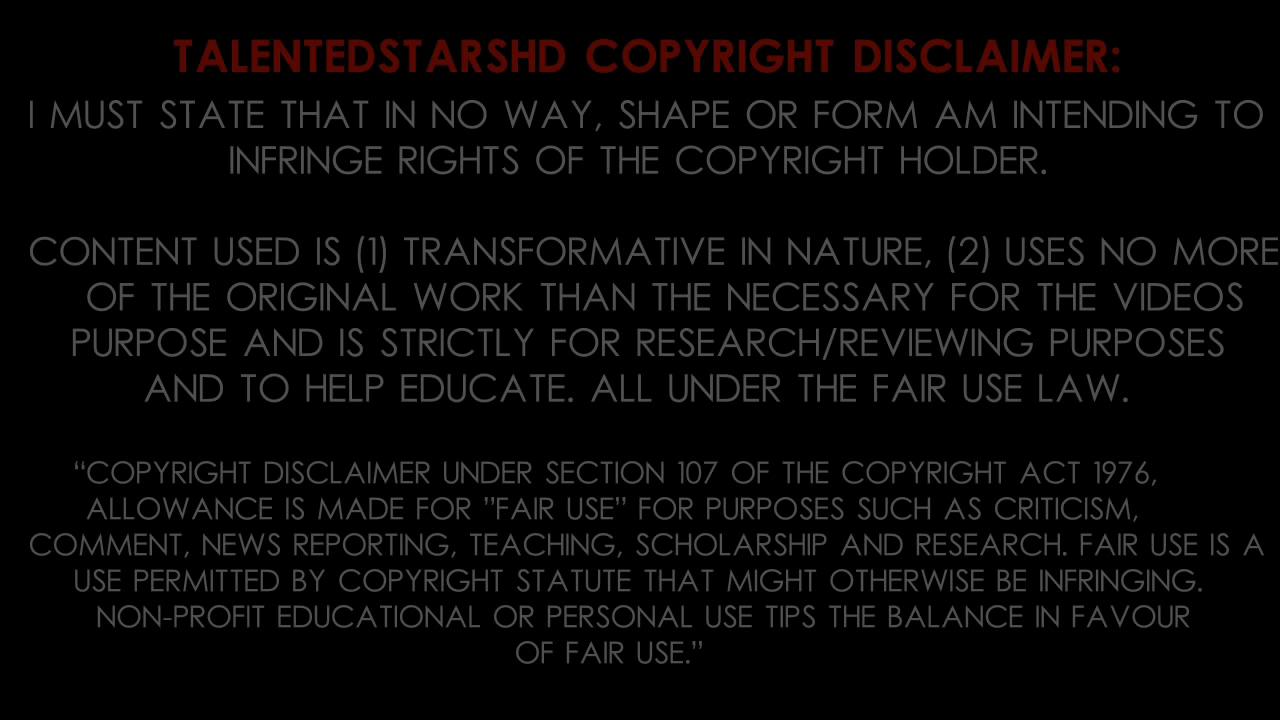 TALENTEDSTARSHD COPYRIGHT DISCLAIMER:
I MUST STATE THAT IN NO WAY, SHAPE OR FORM AM INTENDING TO
INFRINGE RIGHTS OF THE COPYRIGHT HOLDER.
CONTENT USED IS (1) TRANSFORMATIVE IN NATURE, (2) USES NO MORE
OF THE ORIGINAL WORK THAN THE NECESSARY FOR THE VIDEOS
PURPOSE AND IS STRICTLY FOR RESEARCH/REVIEWING PURPOSES
AND TO HELP EDUCATE. ALL UNDER THE FAIR USE LAW.
“COPYRIGHT DISCLAIMER UNDER SECTION 107 OF THE COPYRIGHT ACT 1976,
ALLOWANCE IS MADE FOR ”FAIR USE” FOR PURPOSES SUCH AS CRITICISM,
COMMENT, NEWS REPORTING, TEACHING, SCHOLARSHIP AND RESEARCH. FAIR USE IS A
USE PERMITTED BY COPYRIGHT STATUTE THAT MIGHT OTHERWISE BE INFRINGING.
NON-PROFIT EDUCATIONAL OR PERSONAL USE TIPS THE BALANCE IN FAVOUR
OF FAIR USE.”